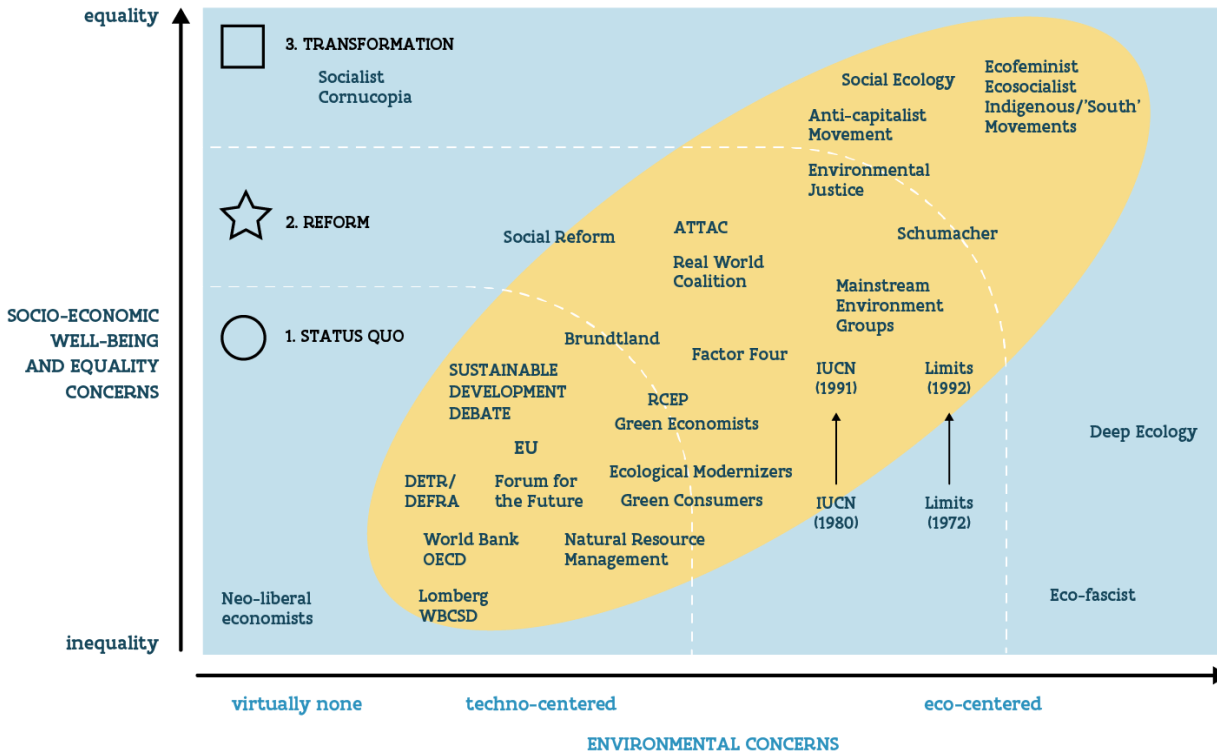 equality
3. TRANSFORMATION
Socialist
Cornucopia
Social Ecology
Ecofeminist
Ecosocialist
Indigenous/'South'
Movements
Anti-capitalist
Movement
Environmental
Justice
2. REFORM
Social Reform
ATTAC
Schumacher
Real World
Coalition
Mainstream
Environment
Groups
SOCIO-ECONOMIC
WELL-BEING
AND EQUALITY
CONCERNS
1. STATUS QUO
Brundtland
Factor Four
SUSTAINABLE
DEVELOPMENT
DEBATE
IUCN
(1991)
Limits
(1992)
RCEP
Green Economists
Deep Ecology
EU
Ecological Modernizers
DETR/
DEFRA
Forum for
the Future
Green Consumers
IUCN
(1980)
Limits
(1972)
World Bank
OECD
Natural Resource
Management
Neo-liberal
economists
Lomberg
WBCSD
Eco-fascist
inequality
virtually none
techno-centered
eco-centered
ENVIRONMENTAL CONCERNS